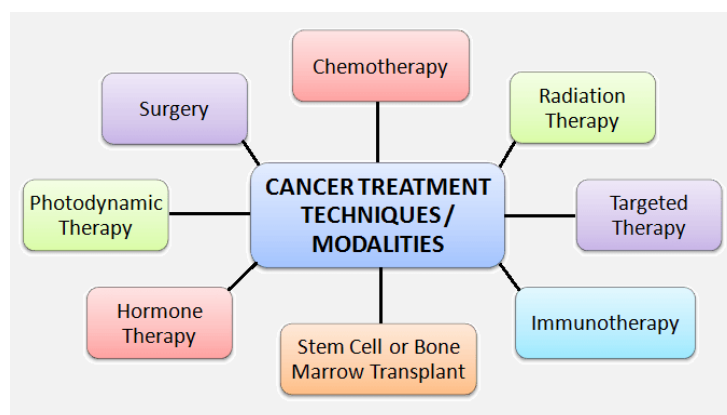 Chemotherapy
Radiation
Therapy
Surgery
CANCER TREATMENT
TECHNIQUES /
MODALITIES
Photodynamic
Therapy
Targeted
Therapy
Hormone
Therapy
Immunotherapy
Stem Cell or Bone
Marrow Transplant